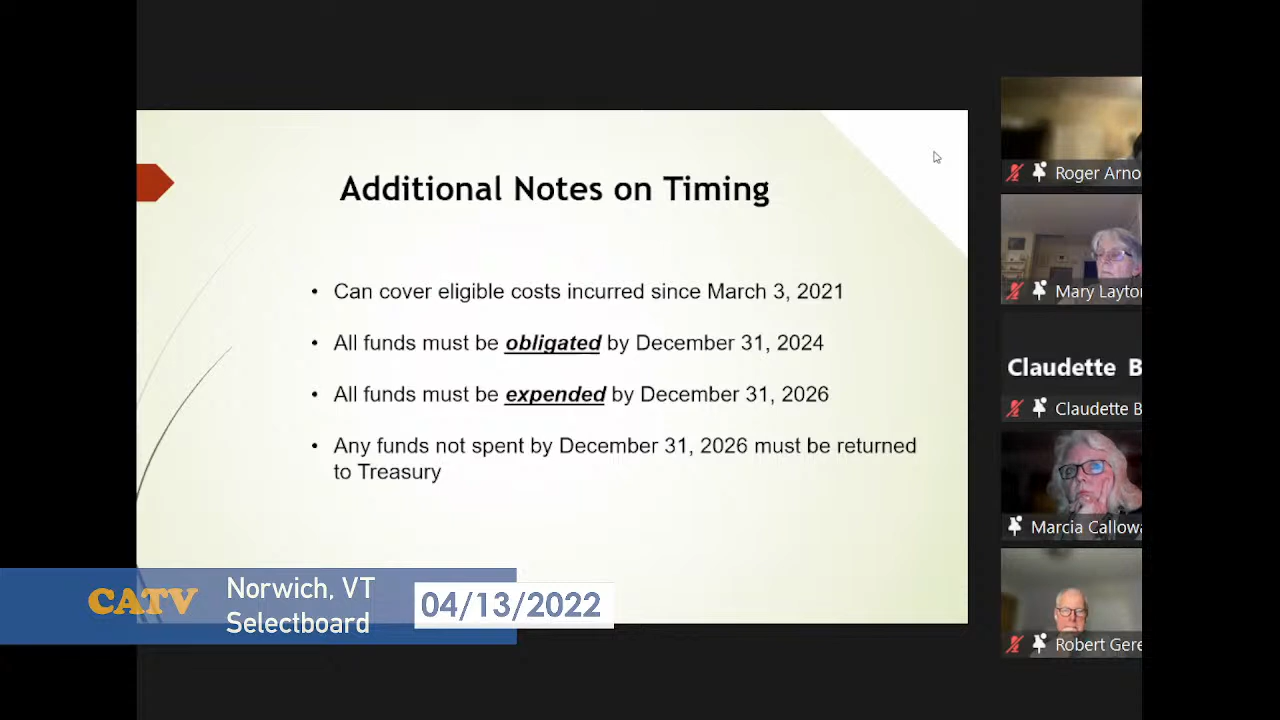 Additional Notes on Timing
• Can cover eligible costs incurred since March 3, 2021
• All funds must be obligated by December 31, 2024
• All funds must be expended by December 31, 2026
• Any funds not spent by December 31, 2026 must be returned
to Treasury
Roger Arno
Mary Layto
Claudette B
Claudette B
Marcia Callow
Robert Gere
CATV
Norwich, VT
Selectboard
04/13/2022